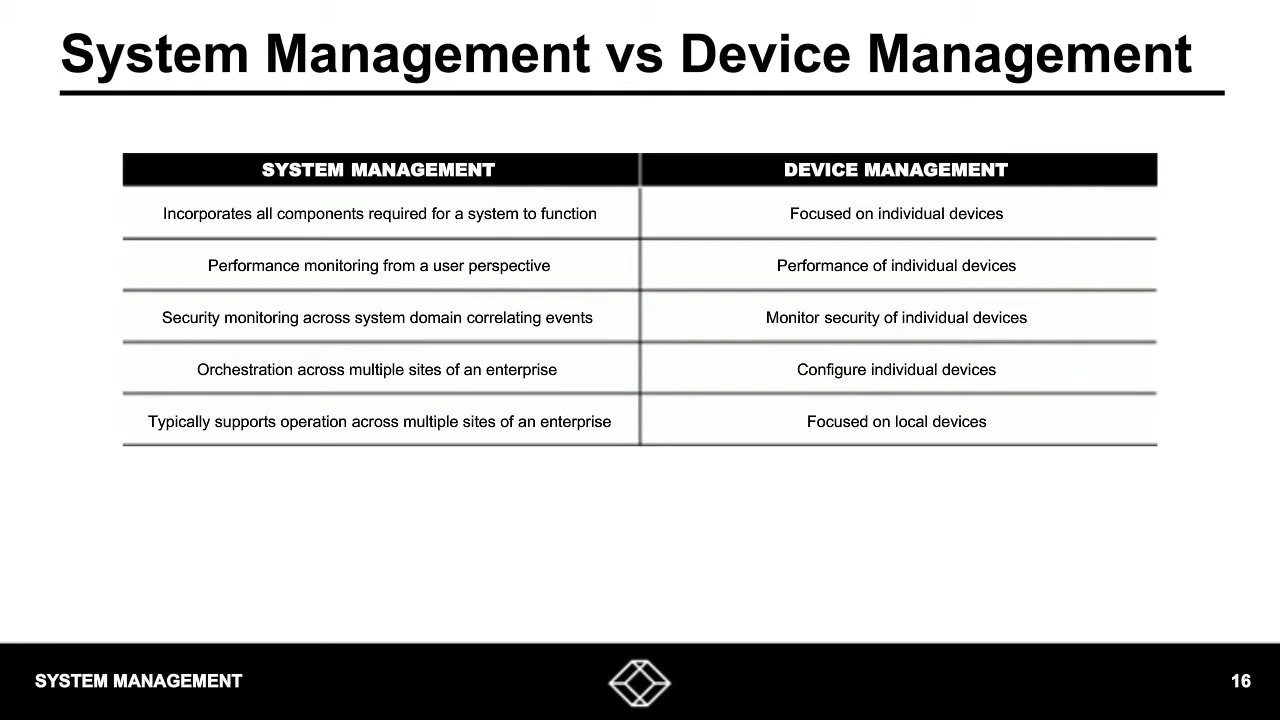 System Management vs Device Management
SYSTEM MANAGEMENT
DEVICE MANAGEMENT
Incorporates all components required for a system to function
Focused on individual devices
Performance monitoring from a user perspective
Performance of individual devices
Security monitoring across system domain correlating events
Monitor security of individual devices
Orchestration across multiple sites of an enterprise
Configure individual devices
Typically supports operation across multiple sites of an enterprise
Focused on local devices
SYSTEM MANAGEMENT
16